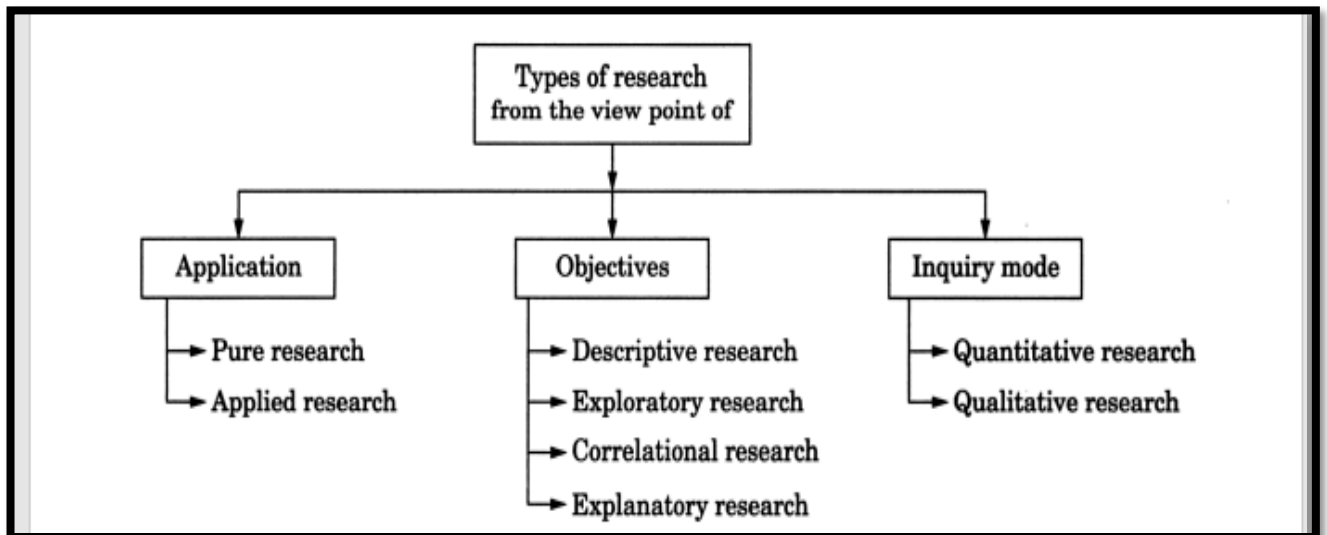 Types of research
from the view point of
Application
Objectives
Inquiry mode
Pure research
Applied research
Descriptive research
Exploratory research
Correlational research
Explanatory research
Quantitative research
Qualitative research